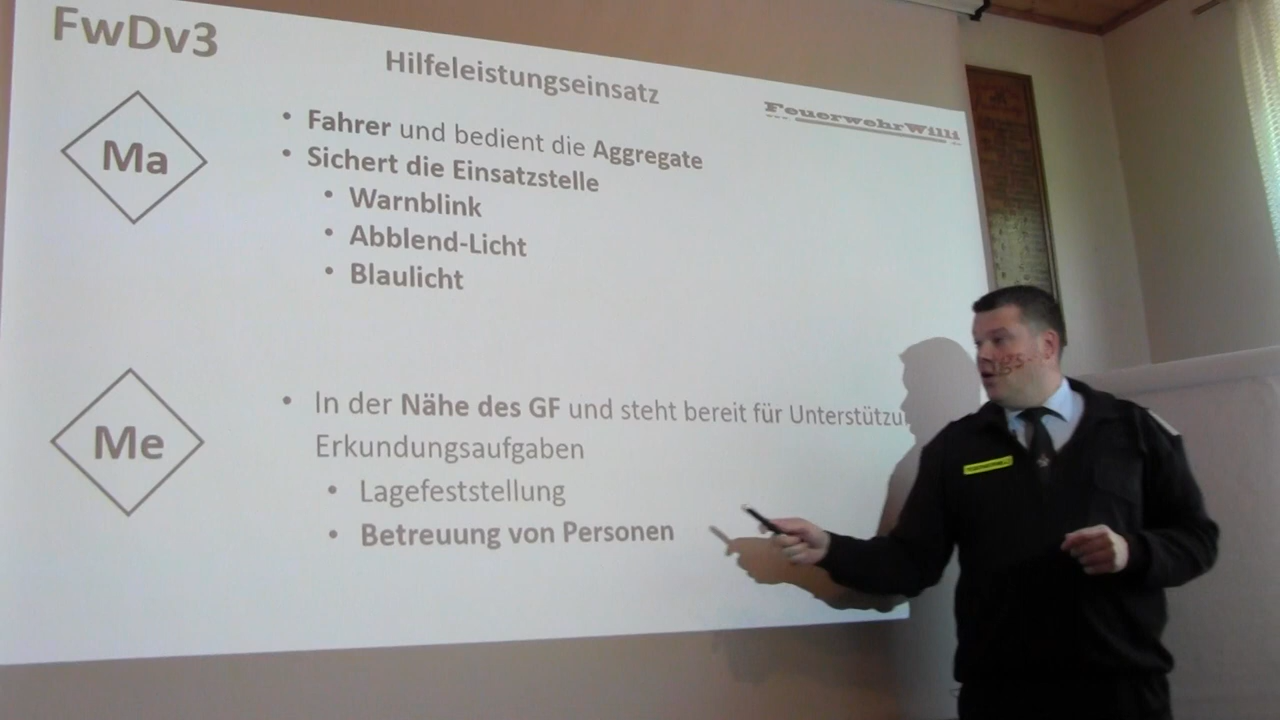 FwDv3
Hilfeleistungseinsatz
FeuerwehrWilli
Ma
• Fahrer und bedient die Aggregate
• Sichert die Einsatzstelle
• Warnblink
• Abblend-Licht
• Blaulicht
Me
• In der Nähe des GF und steht bereit für Unterstützu
Erkundungsaufgaben
• Lagefeststellung
• Betreuung von Personen